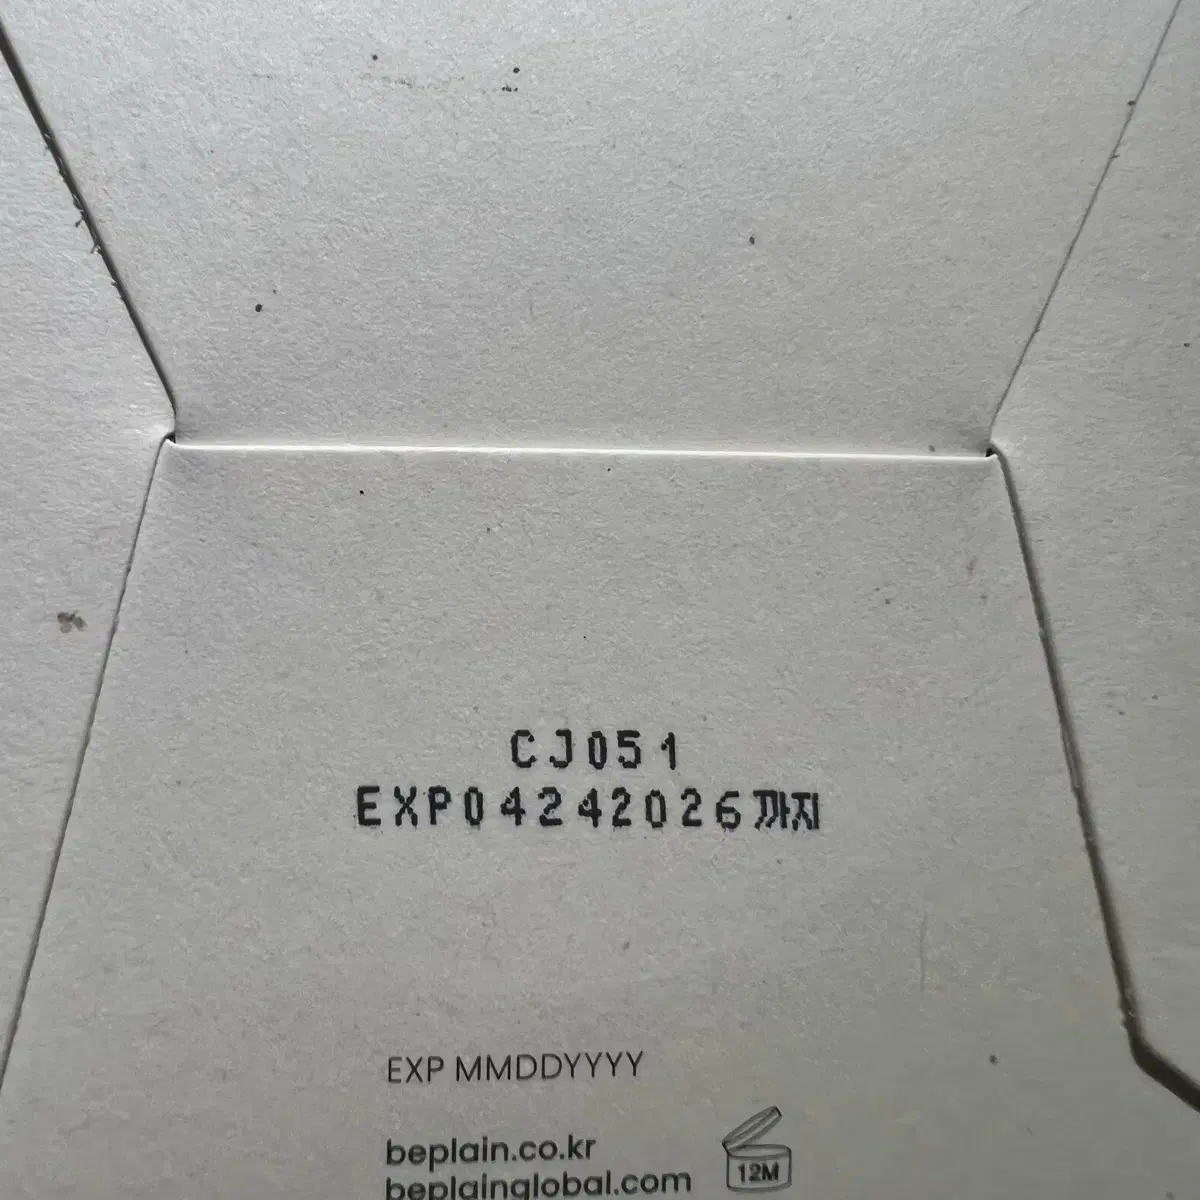 CJ051
EXP04242026까지
EXP MMDDYYYY
beplain.co.kr
beplainglobal.com
12M